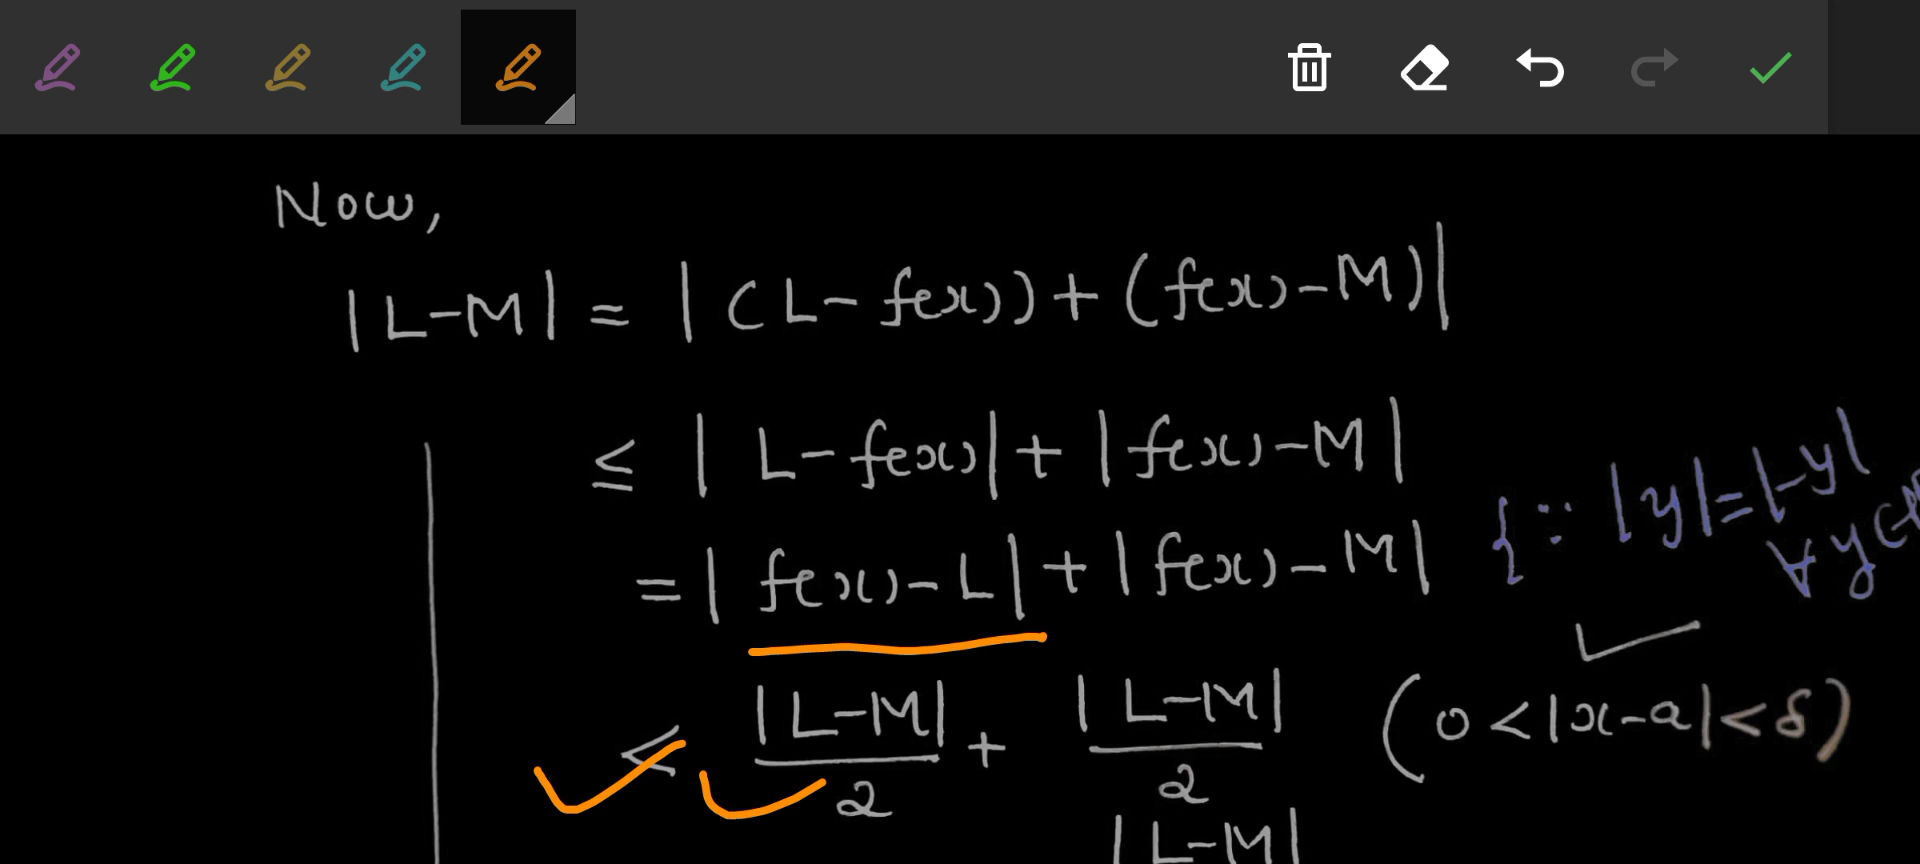 Now,
|L-M| = |(L-f(x))+(f(x)-M)|
≤ |L-f(x)|+|f(x)-M|
= |f(x)-L|+|f(x)-M| {∵ |y|=|-y|
∀ y ∈
< |L-M|/2 + |L-M|/2 (0<|x-a|<δ)
|L-M|